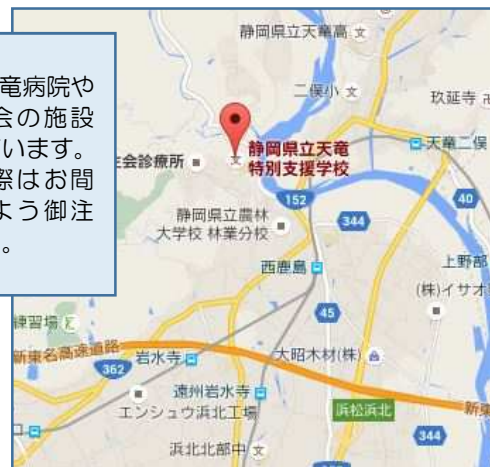 竜病院や
会の施設
います。
際はお間
よう御注
。
静岡県立天竜高
二俣小
玖延寺
天竜二俣
静岡県立天竜
特別支援学校
生会診療所
152
40
静岡県立農林
大学校 林業分校
344
西鹿島
上野部
(株)イサオ
45
練習場
新東名高速道路
岩水寺
大昭木材(株)
362
遠州岩水寺
エンシュウ浜北工場
浜松浜北
新東
口
344
浜北北部中